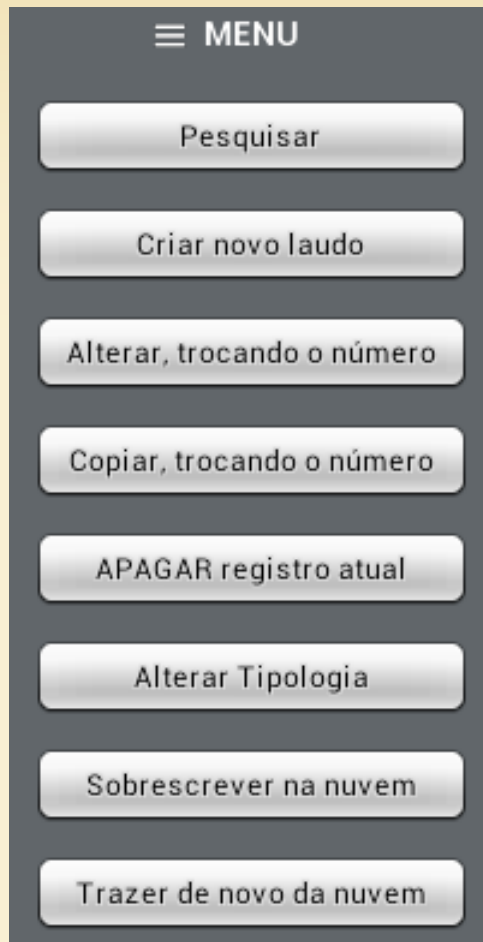 MENU
Pesquisar
Criar novo laudo
Alterar, trocando o número
Copiar, trocando o número
APAGAR registro atual
Alterar Tipologia
Sobrescrever na nuvem
Trazer de novo da nuvem